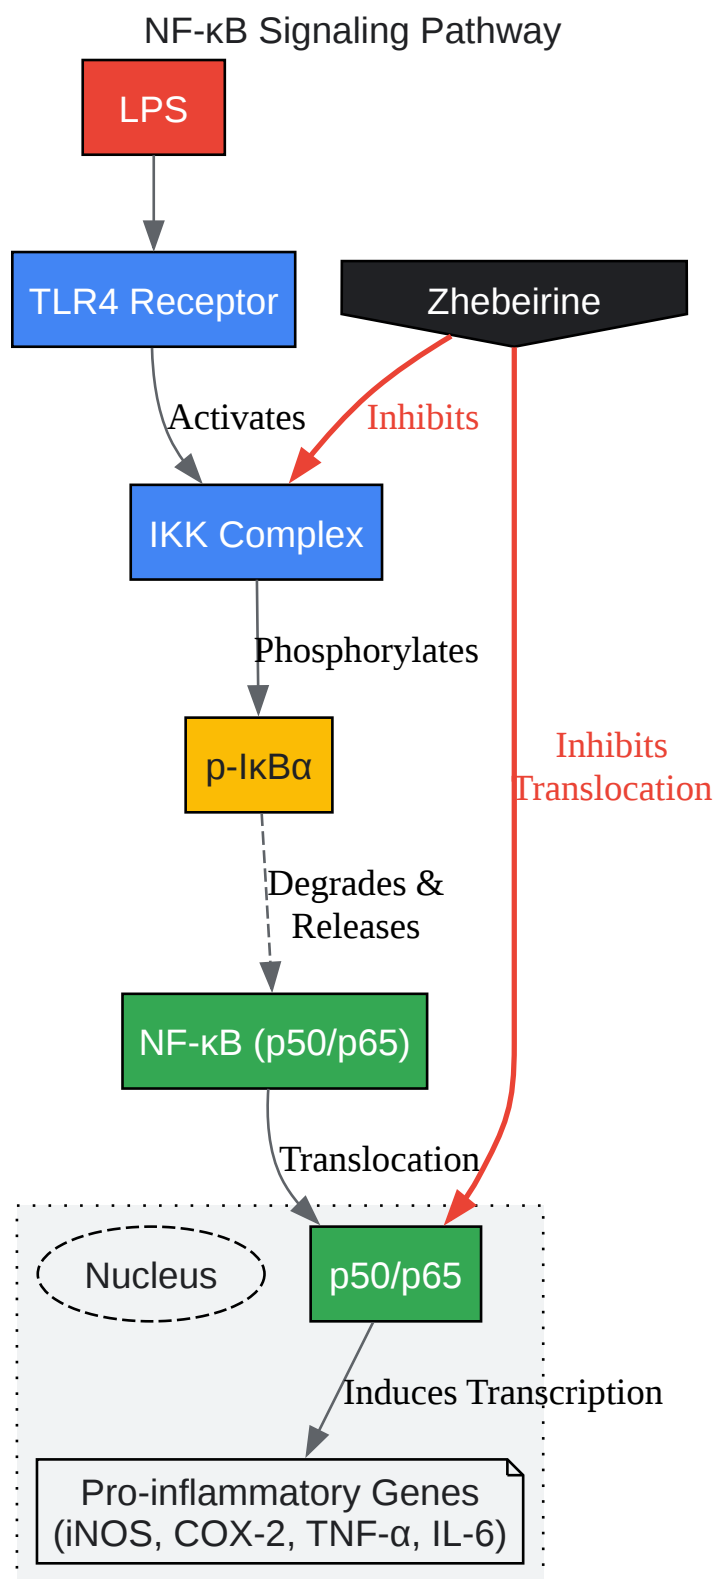 NF-κB Signaling Pathway
LPS
TLR4 Receptor
Zhebeirine
Activates
Inhibits
IKK Complex
Phosphorylates
p-IκBα
Inhibits
Translocation
Degrades &
Releases
NF-κB (p50/p65)
Translocation
Nucleus
p50/p65
Induces Transcription
Pro-inflammatory Genes
(iNOS, COX-2, TNF-α, IL-6)